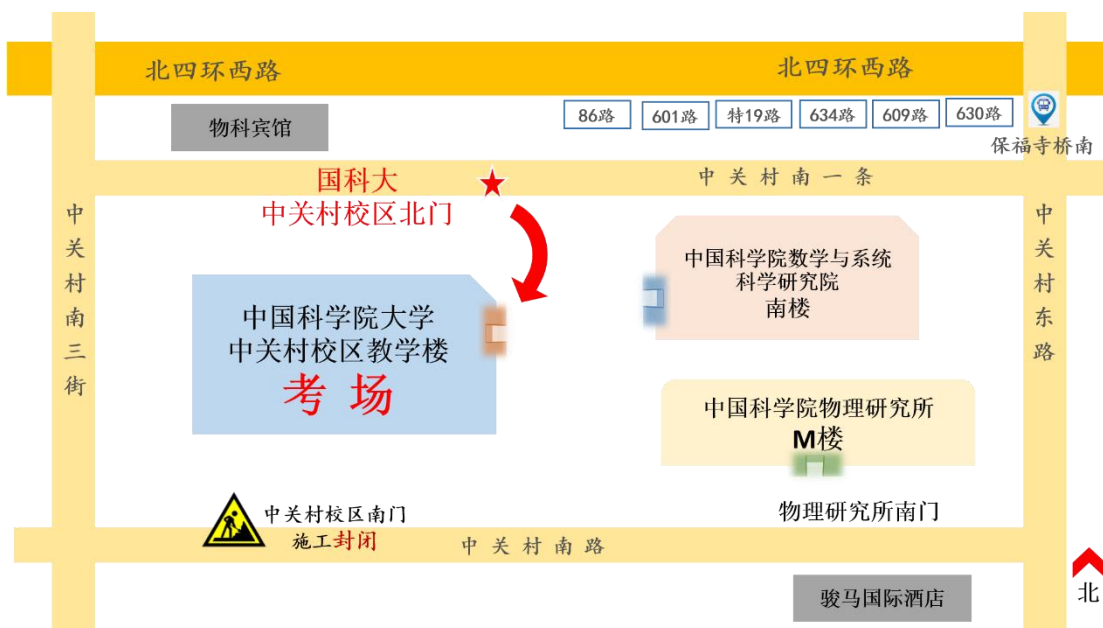 北四环西路
北四环西路
物科宾馆
86路
601路
特19路
634路
609路
630路
保福寺桥南
国科大
中关村校区北门
中关村南一条
中关村南三街
中关村东路
中国科学院数学与系统
科学研究院
南楼
中国科学院大学
中关村校区教学楼
考场
中国科学院物理研究所
M楼
物理研究所南门
中关村校区南门
施工封闭
中关村南路
骏马国际酒店
北